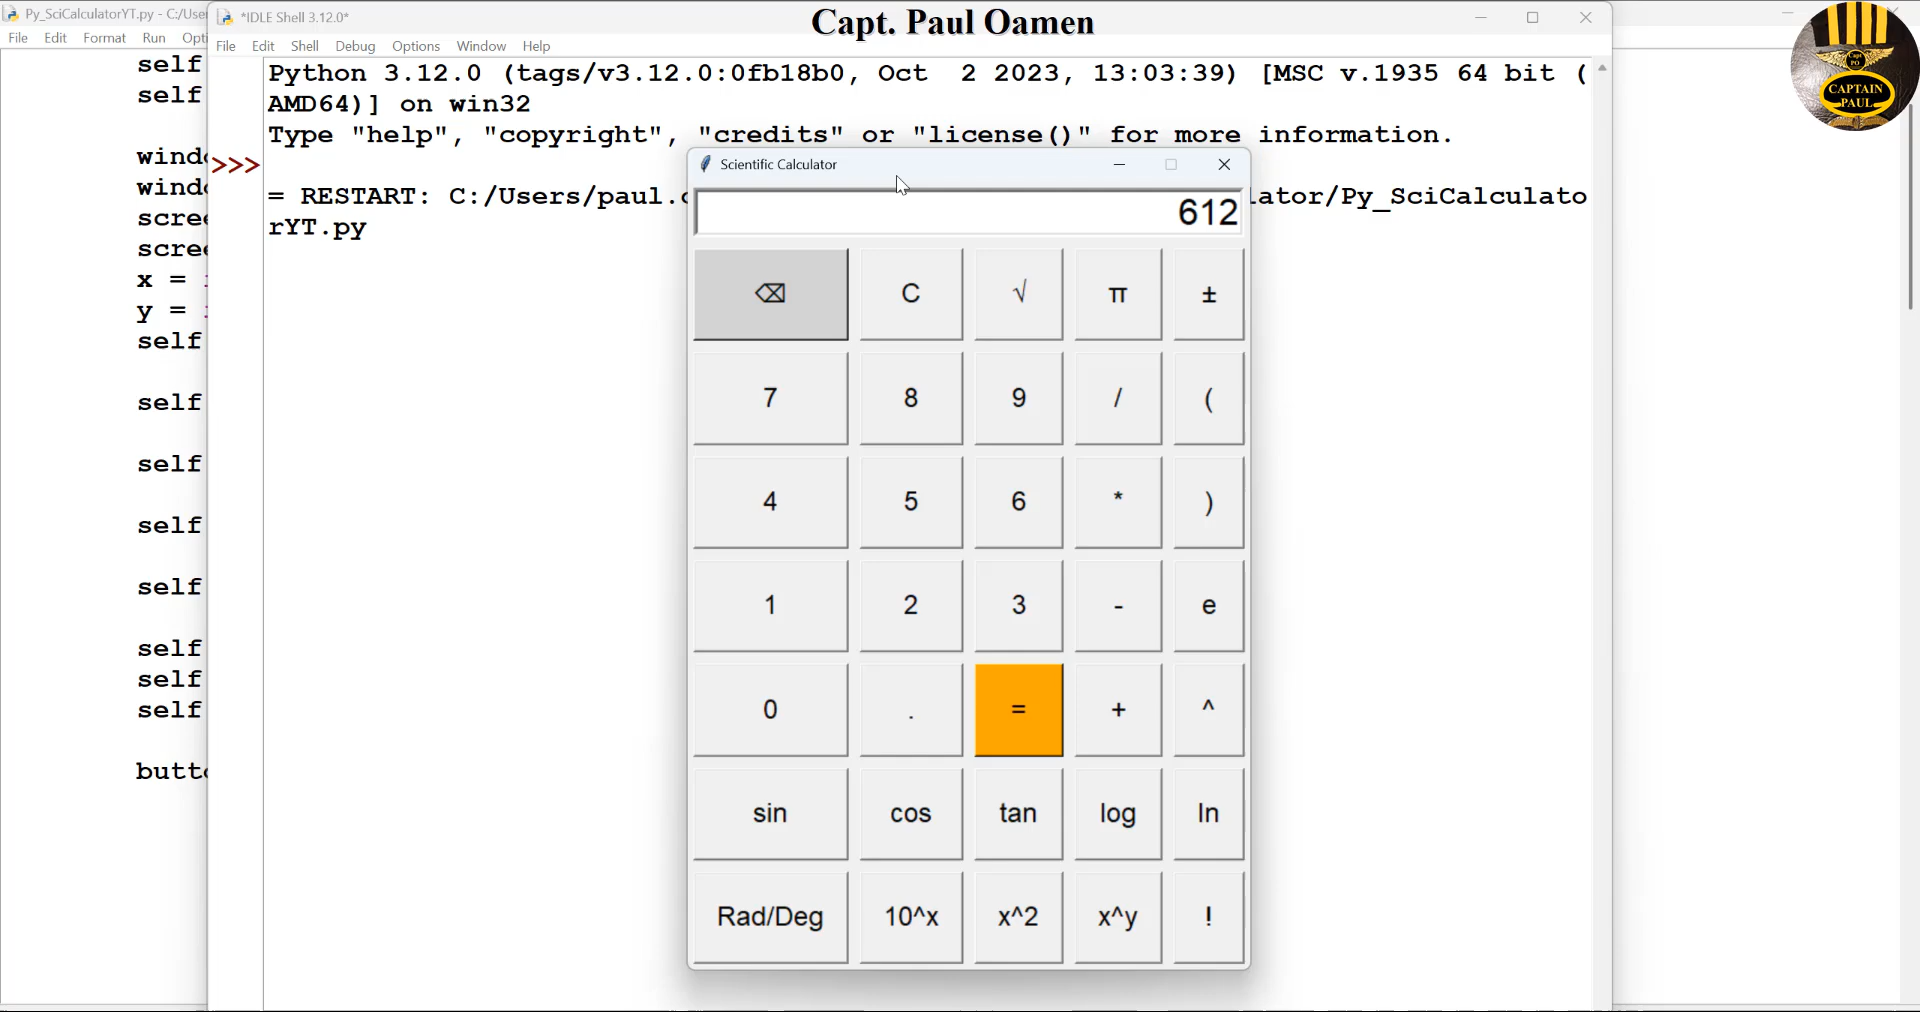 Py_SciCalculatorYT.py - C:/User
*IDLE Shell 3.12.0*
Capt. Paul Oamen
File Edit Format Run Opti
File Edit Shell Debug Options Window Help
CAPTAIN
PAUL
Python 3.12.0 (tags/v3.12.0:0fb18b0, Oct 2 2023, 13:03:39) [MSC v.1935 64 bit (
AMD64)] on win32
Type "help", "copyright", "credits" or "license()" for more information.
>>>
= RESTART: C:/Users/paul. lator/Py_SciCalculato
rYT.py
self
self
wind
wind
scree
scree
x =
y =
self
self
self
self
self
self
self
self
butt
Scientific Calculator
612
⌫ C √ π ±
7 8 9 / (
4 5 6 * )
1 2 3 - e
0 . = + ^
sin cos tan log ln
Rad/Deg 10^x x^2 x^y !